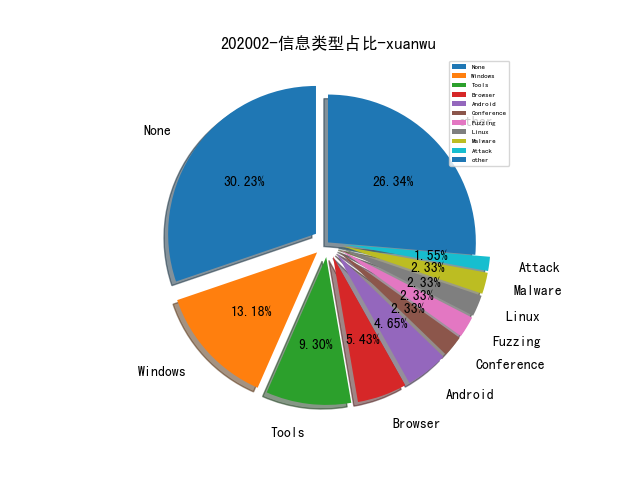 202002-信息类型占比-xuanwu
None
Windows
Tools
Browser
Android
Conference
Fuzzing
Linux
Malware
Attack
other
None
30.23%
26.34%
13.18%
9.30%
5.43%
4.65%
2.33%
2.33%
2.33%
2.33%
1.55%
Attack
Malware
Linux
Fuzzing
Conference
Android
Browser
Tools
Windows